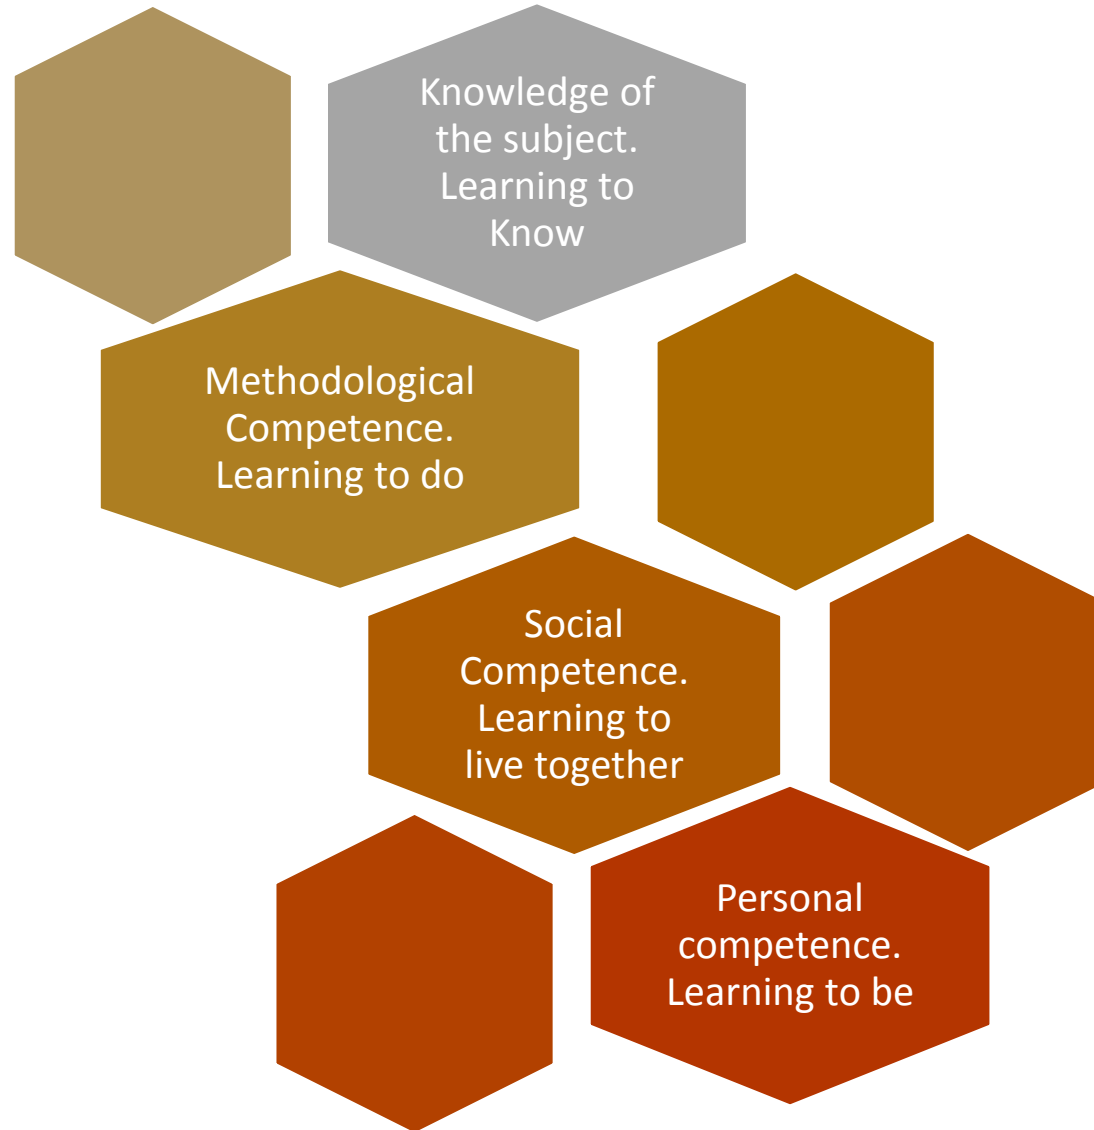 Knowledge of
the subject.
Learning to
Know
Methodological
Competence.
Learning to do
Social
Competence.
Learning to
live together
Personal
competence.
Learning to be